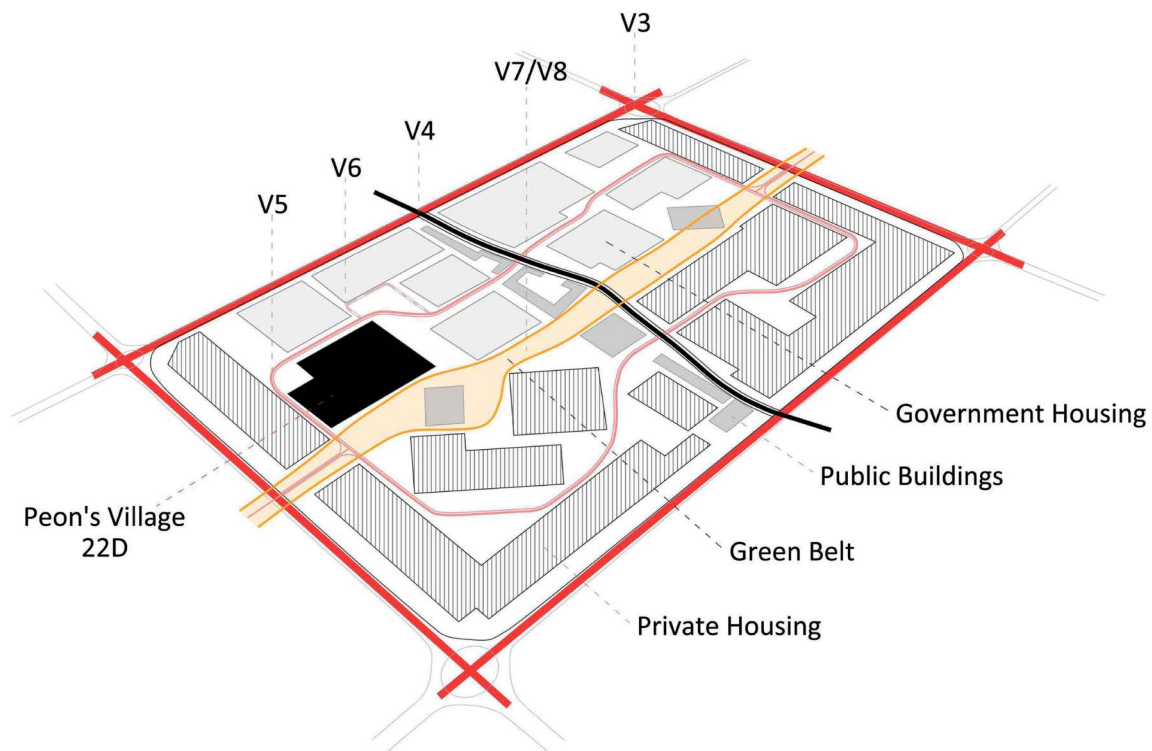 V3
V7/V8
V4
V6
V5
Government Housing
Public Buildings
Peon's Village
22D
Green Belt
Private Housing